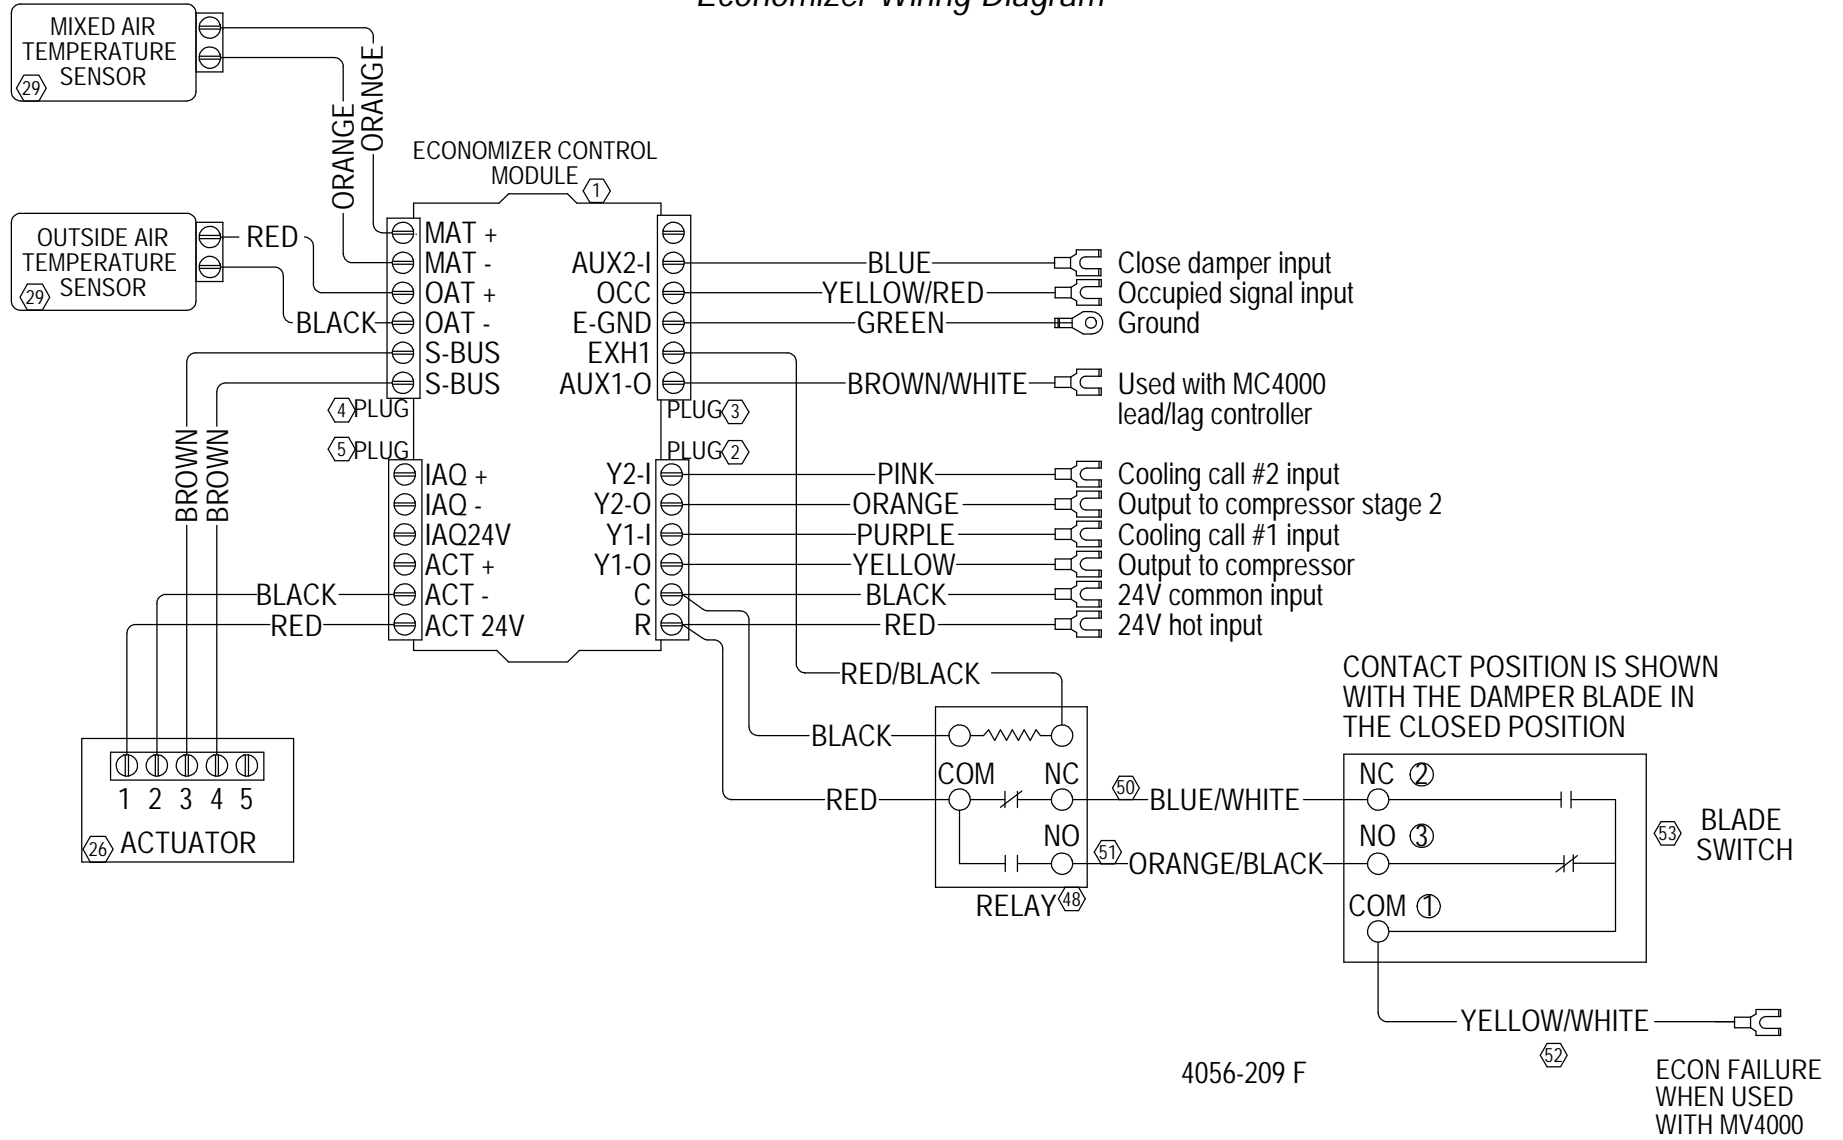 Economizer Wiring Diagram
MIXED AIR
TEMPERATURE
SENSOR
29
ORANGE
ORANGE
OUTSIDE AIR
TEMPERATURE
SENSOR
29
RED
BLACK
ECONOMIZER CONTROL
MODULE
1
MAT +
MAT -
OAT +
OAT -
S-BUS
S-BUS
4 PLUG
5 PLUG
IAQ +
IAQ -
IAQ24V
ACT +
ACT -
ACT 24V
AUX2-I
OCC
E-GND
EXH1
AUX1-O
PLUG 3
PLUG 2
Y2-I
Y2-O
Y1-I
Y1-O
C
R
BLUE
Close damper input
YELLOW/RED
Occupied signal input
GREEN
Ground
BROWN/WHITE
Used with MC4000
lead/lag controller
PINK
Cooling call #2 input
ORANGE
Output to compressor stage 2
PURPLE
Cooling call #1 input
YELLOW
Output to compressor
BLACK
24V common input
RED
24V hot input
BROWN
BROWN
BLACK
RED
1 2 3 4 5
26 ACTUATOR
RED/BLACK
BLACK
RED
COM NC
NO
RELAY 48
50 BLUE/WHITE
51 ORANGE/BLACK
CONTACT POSITION IS SHOWN
WITH THE DAMPER BLADE IN
THE CLOSED POSITION
NC 2
NO 3
COM 1
53 BLADE
SWITCH
YELLOW/WHITE
52
4056-209 F
ECON FAILURE
WHEN USED
WITH MV4000